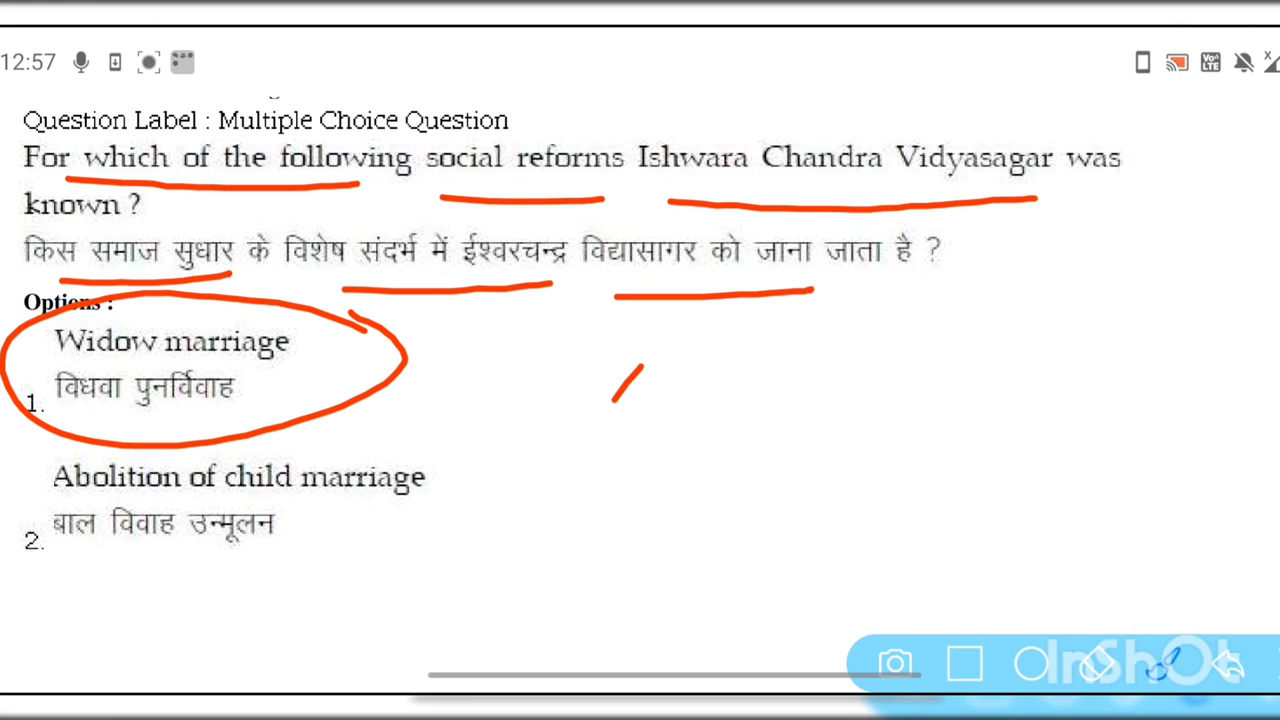 12:57
Question Label : Multiple Choice Question
For which of the following social reforms Ishwara Chandra Vidyasagar was
known ?
किस समाज सुधार के विशेष संदर्भ में ईश्वरचन्द्र विद्यासागर को जाना जाता है ?
Options :
Widow marriage
विधवा पुनर्विवाह
1.
Abolition of child marriage
बाल विवाह उन्मूलन
2.
InShOt